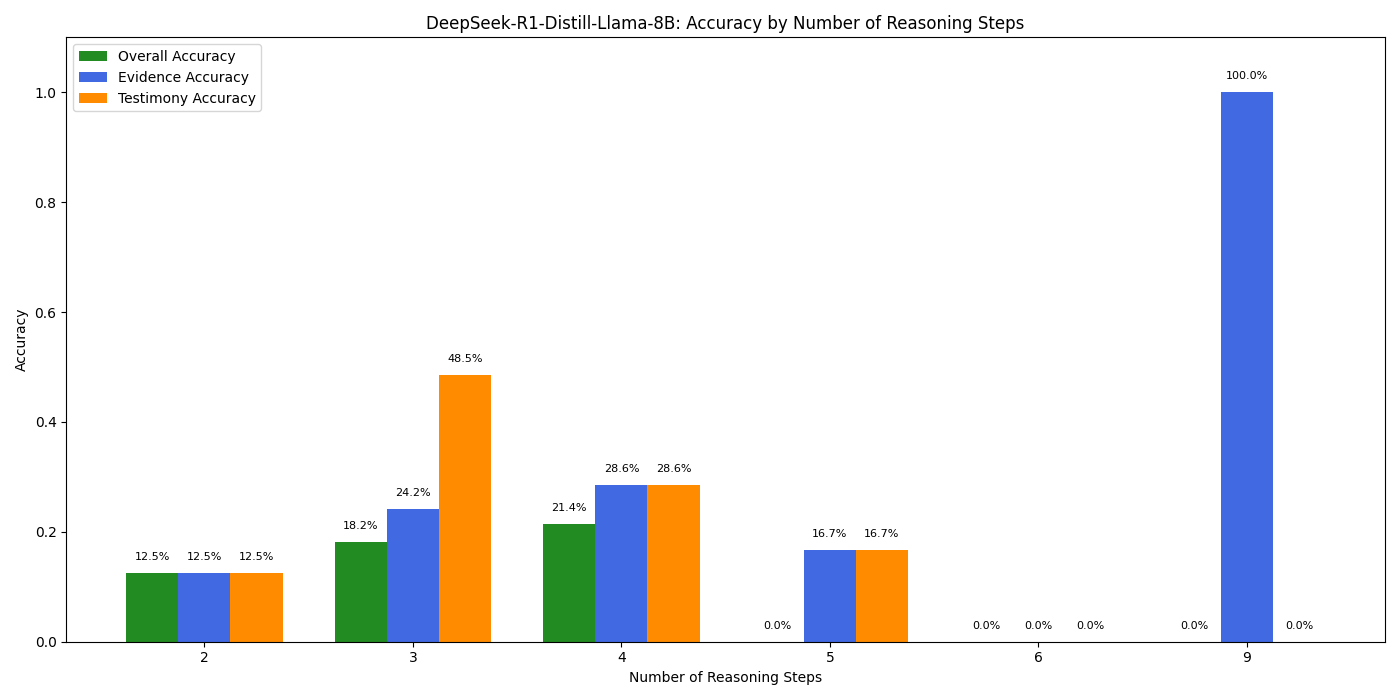 DeepSeek-R1-Distill-Llama-8B: Accuracy by Number of Reasoning Steps
Overall Accuracy
Evidence Accuracy
Testimony Accuracy
Accuracy
1.0
0.8
0.6
0.4
0.2
0.0
12.5% 12.5% 12.5%
18.2% 24.2% 48.5%
21.4% 28.6% 28.6%
0.0% 16.7% 16.7%
0.0% 0.0% 0.0%
0.0% 100.0% 0.0%
2 3 4 5 6 9
Number of Reasoning Steps